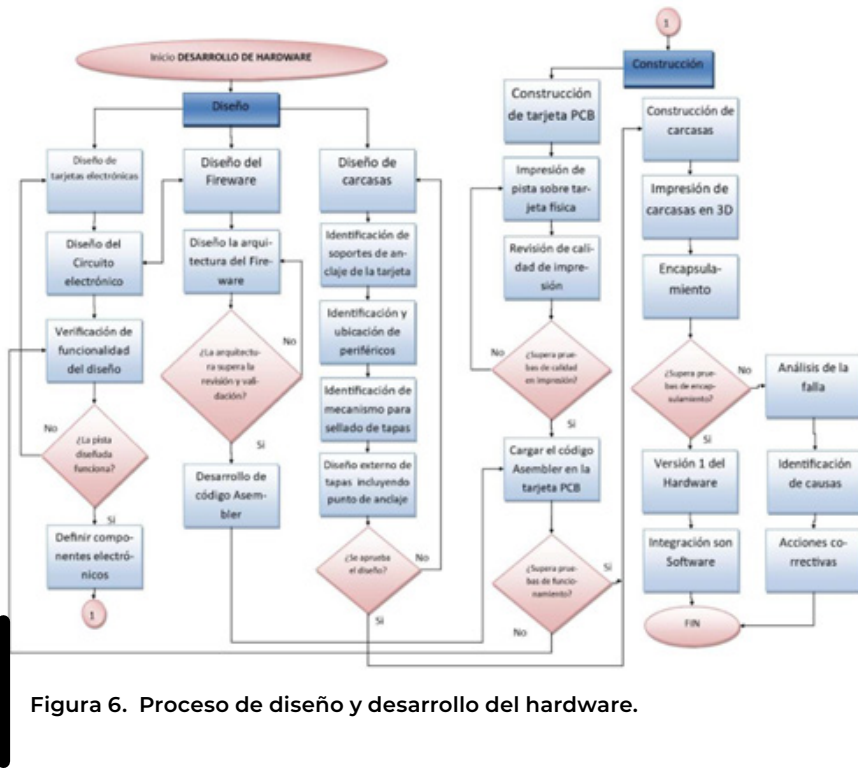 Inicio DESARROLLO DE HARDWARE
Diseño
Diseño de
tarjetas electrónicas
Diseño del
Circuito
electrónico
Verificación de
funcionalidad
del diseño
¿La pista
diseñada
funciona?
No
Si
Definir compo-
nentes electró-
nicos
1
Diseño del
Fireware
Diseño la arqui-
tectura del Fire-
ware
¿La arquitectu-
ra supera la
revisión y vali-
dación?
No
Si
Desarrollo de
código Asem-
bler
Diseño de
carcasas
Identificación de
soportes de an-
claje de la tarjeta
Identificación y
ubicación de
periféricos
Identificación de
mecanismo para
sellado de tapas
Diseño externo de
tapas incluyendo
punto de anclaje
¿Se aprueba
el diseño?
No
Si
1
Construcción
Construcción
de tarjeta PCB
Impresión de
pista sobre tar-
jeta física
Revisión de cali-
dad de impre-
sión
¿Supera prue-
bas de calidad
en impresión?
No
Si
Cargar el código
Asembler en la
tarjeta PCB
¿Supera prue-
bas de funcio-
namiento?
Si
No
Construcción de
carcasas
Impresión de
carcasas en 3D
Encapsula-
miento
¿Supera prue-
bas de encap-
sulamiento?
No
Si
Versión 1 del
Hardware
Integración son
Software
FIN
Análisis de la
falla
Identificación
de causas
Acciones co-
rrectivas
Figura 6. Proceso de diseño y desarrollo del hardware.